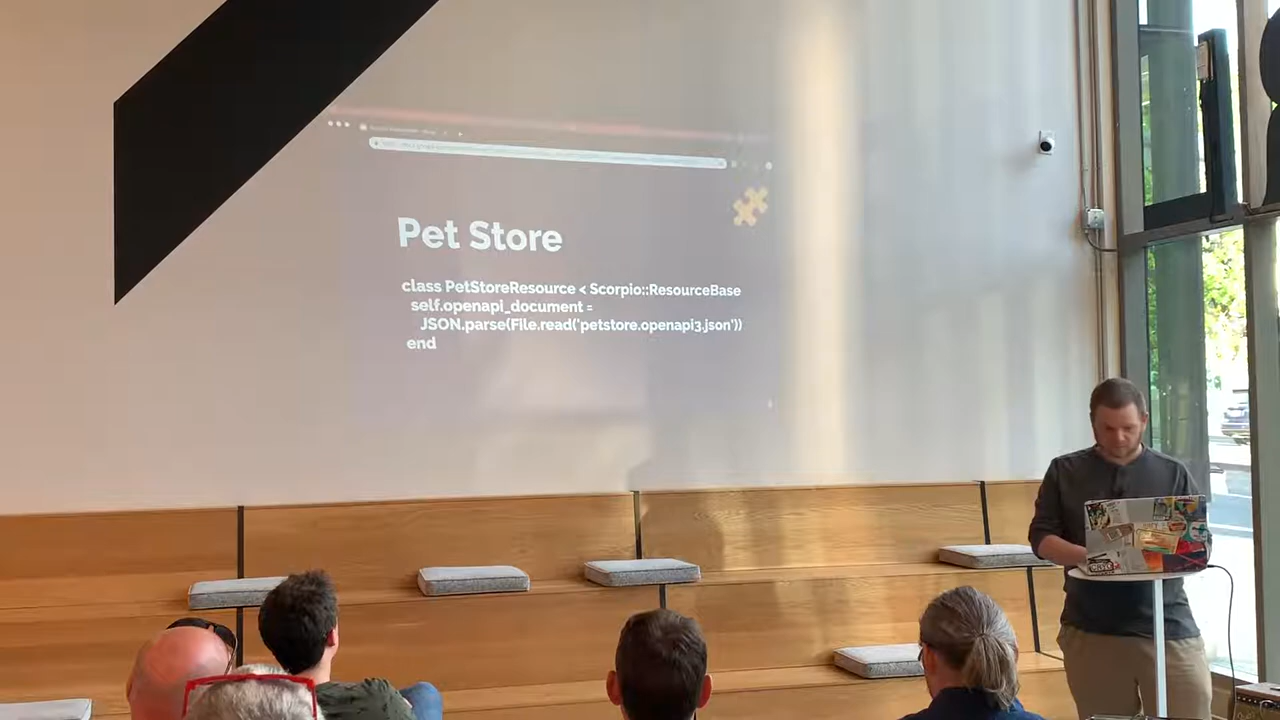 Pet Store
class PetStoreResource < Scorpio::ResourceBase
self.openapi_document =
JSON.parse(File.read('petstore.openapi3.json'))
end